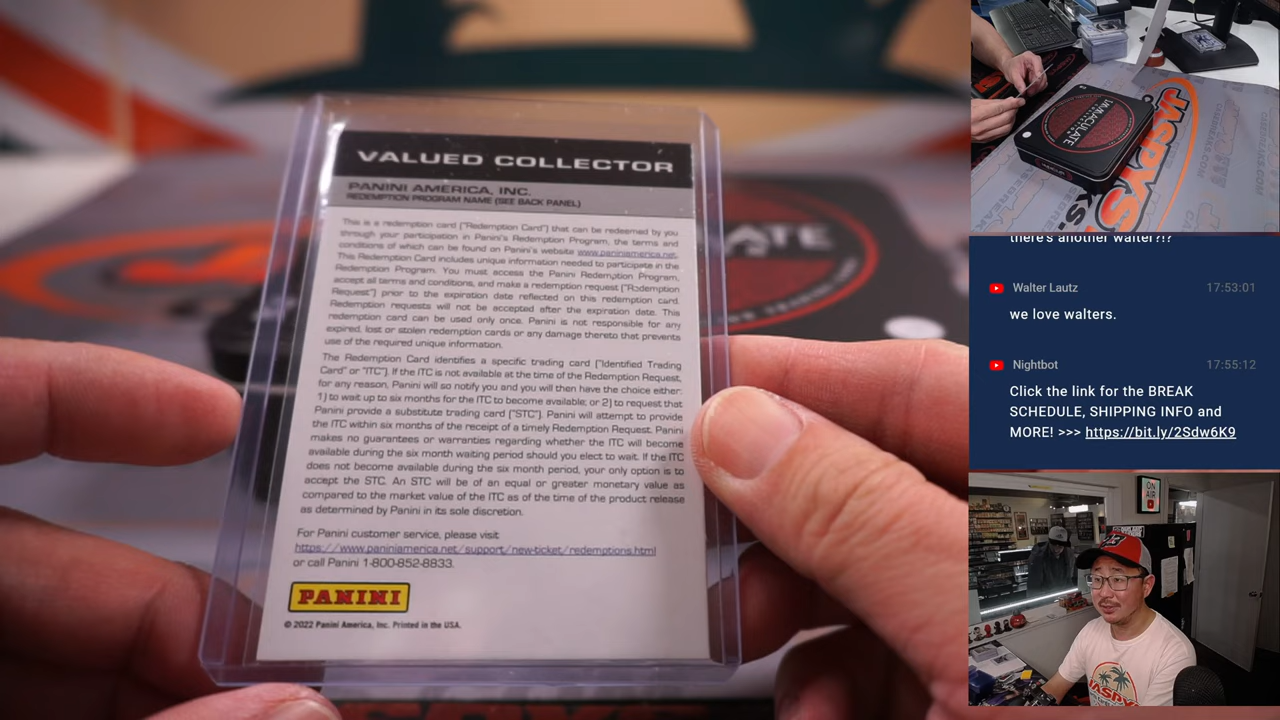 VALUED COLLECTOR
PANINI AMERICA, INC.
REDEMPTION PROGRAM NAME (SEE BACK PANEL)
This is a redemption card ("Redemption Card") that can be redeemed by you
through your participation in Panini's Redemption Program, the terms and
conditions of which can be found on Panini's website www.paniniamerica.net.
This Redemption Card includes unique information needed to participate in the
Redemption Program. You must access the Panini Redemption Program,
accept all terms and conditions, and make a redemption request ("Redemption
Request") prior to the expiration date reflected on this redemption card.
Redemption requests will not be accepted after the expiration date. This
redemption card can be used only once. Panini is not responsible for any
expired, lost or stolen redemption cards or any damage thereto that prevents
use of the required unique information.
The Redemption Card identifies a specific trading card ("Identified Trading
Card" or "ITC"). If the ITC is not available at the time of the Redemption Request,
for any reason, Panini will so notify you and you will then have the choice either:
1) to wait up to six months for the ITC to become available; or 2) to request that
Panini provide a substitute trading card ("STC"). Panini will attempt to provide
the ITC within six months of the receipt of a timely Redemption Request. Panini
makes no guarantees or warranties regarding whether the ITC will become
available during the six month waiting period should you elect to wait. If the ITC
does not become available during the six month period, your only option is to
accept the STC. An STC will be of an equal or greater monetary value as
compared to the market value of the ITC as of the time of the product release
as determined by Panini in its sole discretion.
For Panini customer service, please visit
https://www.paniniamerica.net/support/new-ticket/redemptions.html
or call Panini 1-800-852-8833.
PANINI
© 2022 Panini America, Inc. Printed in the USA.
IMMACULATE
COLLECTION
JASPYS
there's another walter?!?
Walter Lautz 17:53:01
we love walters.
Nightbot 17:55:12
Click the link for the BREAK
SCHEDULE, SHIPPING INFO and
MORE! >>> https://bit.ly/2Sdw6K9
ON
AIR
JASPYS